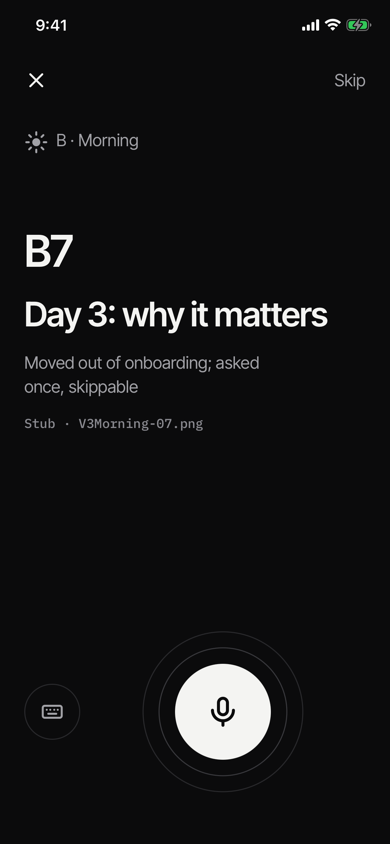 9:41
Skip
B · Morning
B7
Day 3: why it matters
Moved out of onboarding; asked
once, skippable
Stub · V3Morning-07.png